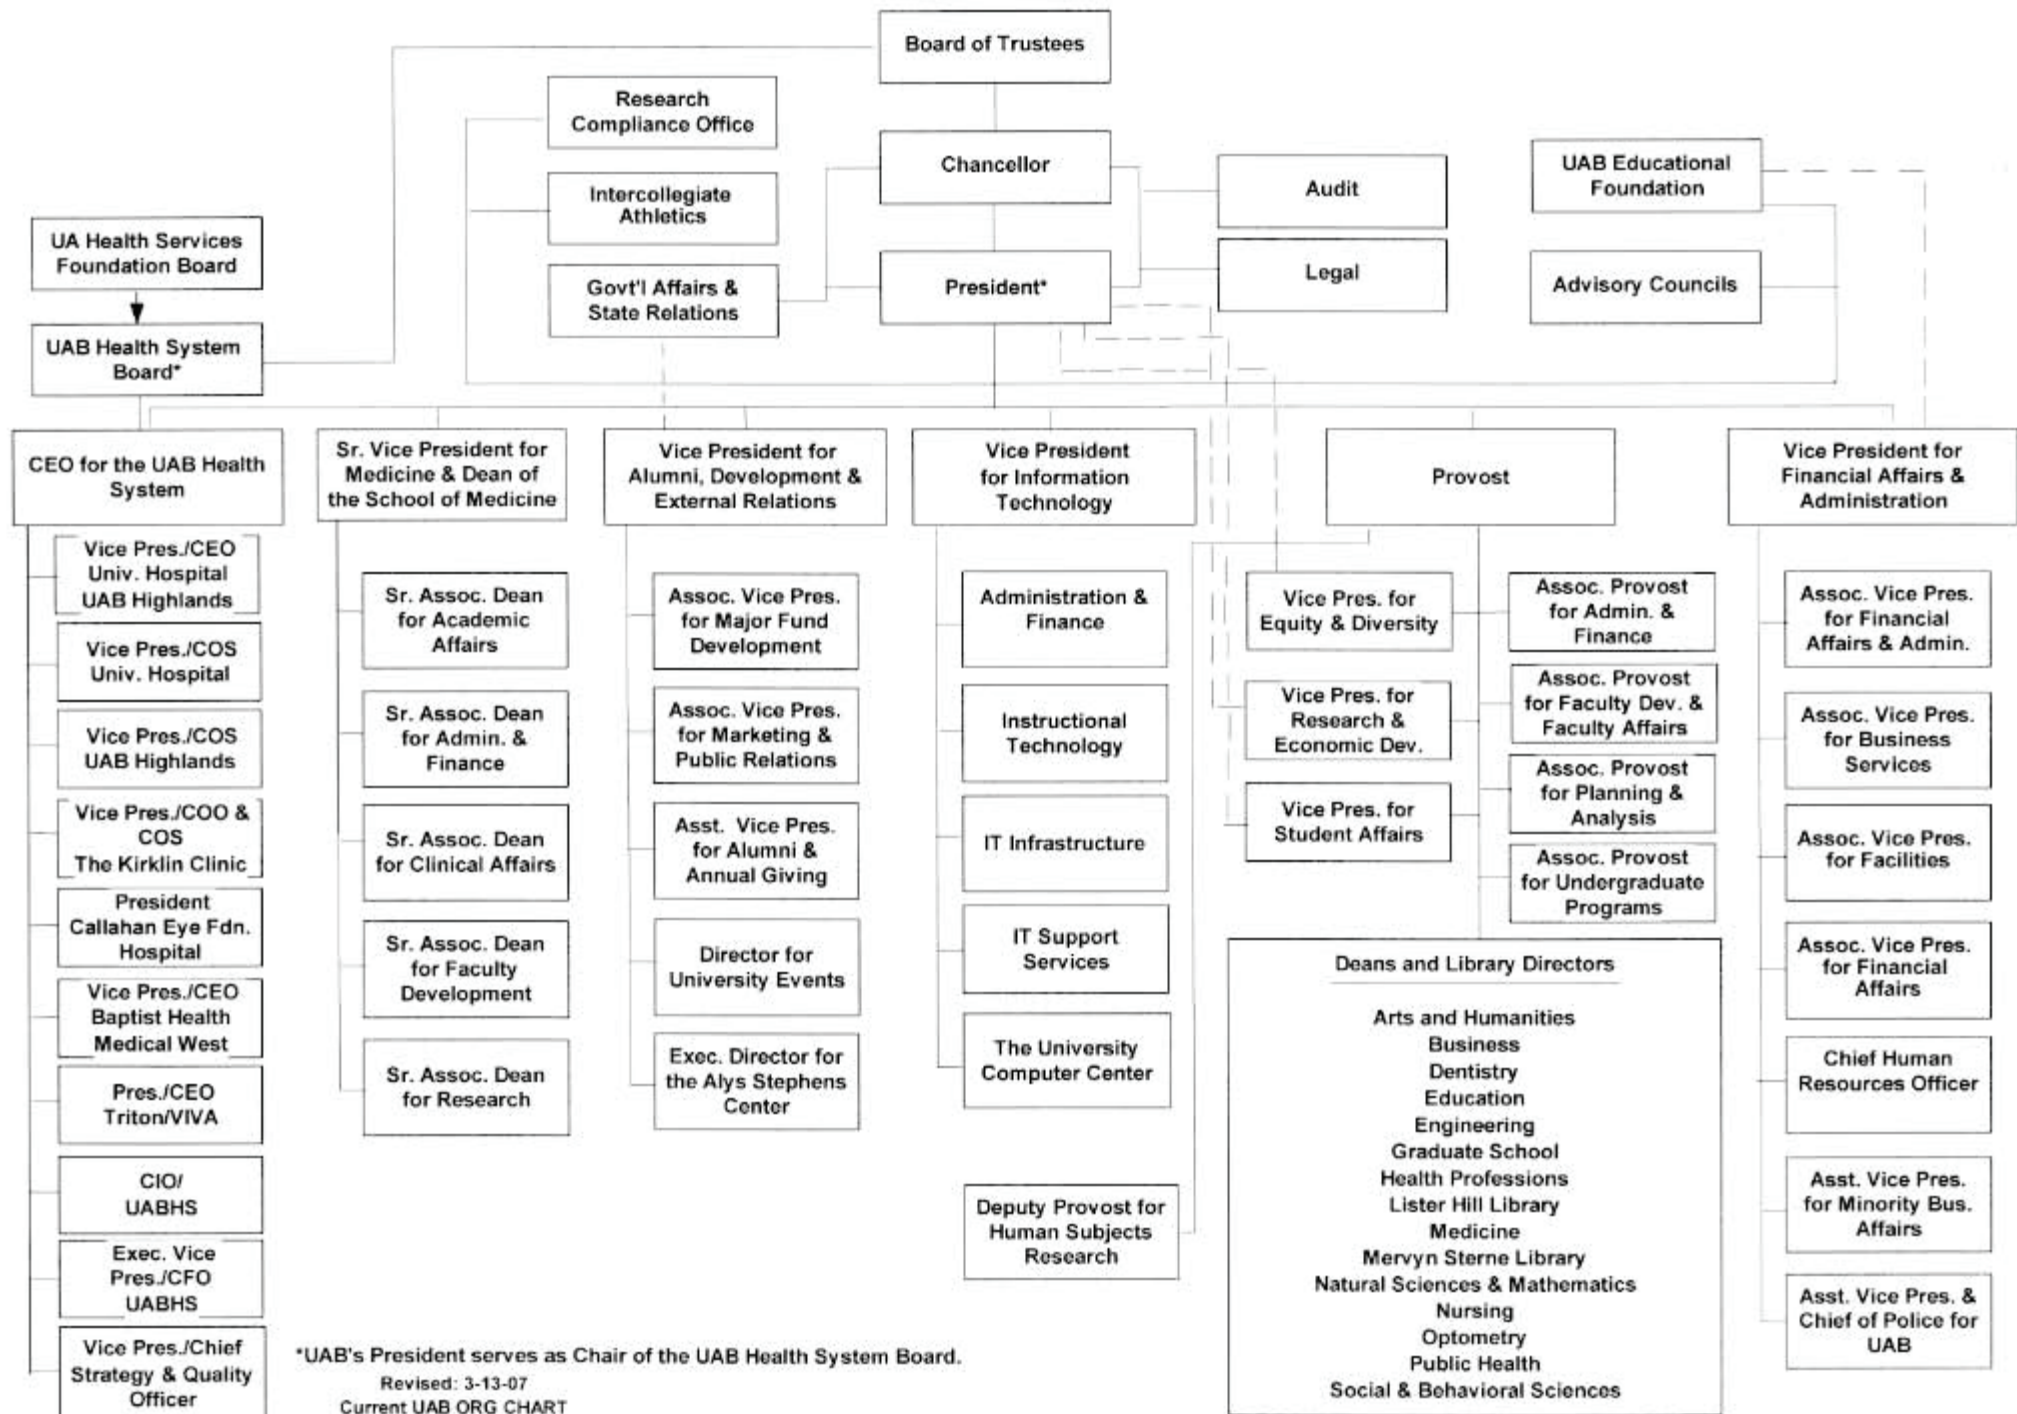 Board of Trustees
Research
Compliance Office
Chancellor
Audit
UAB Educational
Foundation
Intercollegiate
Athletics
UA Health Services
Foundation Board
Govt'l Affairs &
State Relations
President*
Legal
Advisory Councils
UAB Health System
Board*
CEO for the UAB Health
System
Sr. Vice President for
Medicine & Dean of
the School of Medicine
Vice President for
Alumni, Development &
External Relations
Vice President
for Information
Technology
Provost
Vice President for
Financial Affairs &
Administration
Vice Pres./CEO
Univ. Hospital
UAB Highlands
Vice Pres./COS
Univ. Hospital
Vice Pres./COS
UAB Highlands
Vice Pres./COO &
COS
The Kirklin Clinic
President
Callahan Eye Fdn.
Hospital
Vice Pres./CEO
Baptist Health
Medical West
Pres./CEO
Triton/VIVA
CIO/
UABHS
Exec. Vice
Pres./CFO
UABHS
Vice Pres./Chief
Strategy & Quality
Officer
Sr. Assoc. Dean
for Academic
Affairs
Sr. Assoc. Dean
for Admin. &
Finance
Sr. Assoc. Dean
for Clinical Affairs
Sr. Assoc. Dean
for Faculty
Development
Sr. Assoc. Dean
for Research
Assoc. Vice Pres.
for Major Fund
Development
Assoc. Vice Pres.
for Marketing &
Public Relations
Asst. Vice Pres.
for Alumni &
Annual Giving
Director for
University Events
Exec. Director for
the Alys Stephens
Center
Administration &
Finance
Instructional
Technology
IT Infrastructure
IT Support
Services
The University
Computer Center
Deputy Provost for
Human Subjects
Research
Vice Pres. for
Equity & Diversity
Vice Pres. for
Research &
Economic Dev.
Vice Pres. for
Student Affairs
Assoc. Provost
for Admin. &
Finance
Assoc. Provost
for Faculty Dev. &
Faculty Affairs
Assoc. Provost
for Planning &
Analysis
Assoc. Provost
for Undergraduate
Programs
Deans and Library Directors
Arts and Humanities
Business
Dentistry
Education
Engineering
Graduate School
Health Professions
Lister Hill Library
Medicine
Mervyn Sterne Library
Natural Sciences & Mathematics
Nursing
Optometry
Public Health
Social & Behavioral Sciences
Assoc. Vice Pres.
for Financial
Affairs & Admin.
Assoc. Vice Pres.
for Business
Services
Assoc. Vice Pres.
for Facilities
Assoc. Vice Pres.
for Financial
Affairs
Chief Human
Resources Officer
Asst. Vice Pres.
for Minority Bus.
Affairs
Asst. Vice Pres. &
Chief of Police for
UAB
*UAB's President serves as Chair of the UAB Health System Board.
Revised: 3-13-07
Current UAB ORG CHART